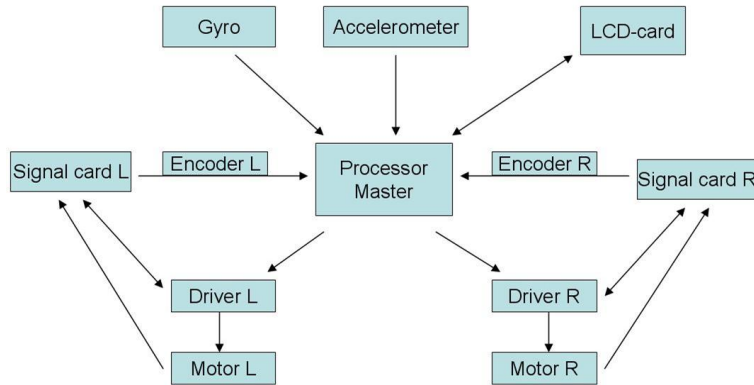 Gyro
Accelerometer
LCD-card
Signal card L
Encoder L
Processor
Master
Encoder R
Signal card R
Driver L
Driver R
Motor L
Motor R